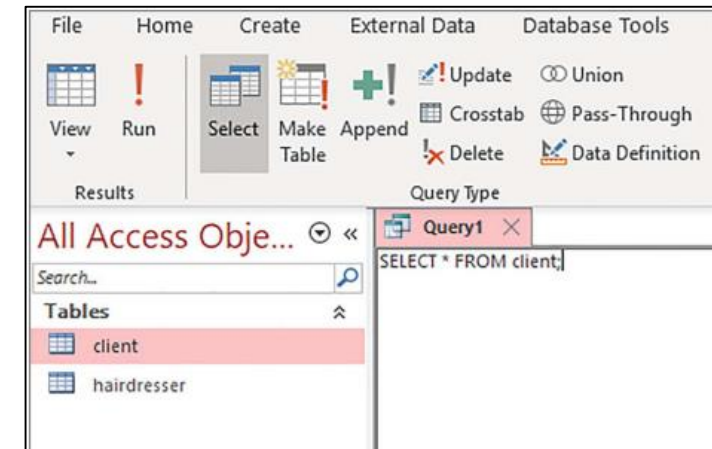 File Home Create External Data Database Tools
View Run Select Make Table Append Update Union
Crosstab Pass-Through
Delete Data Definition
Results Query Type
All Access Obje... « Query1
Search... SELECT * FROM client;
Tables
client
hairdresser